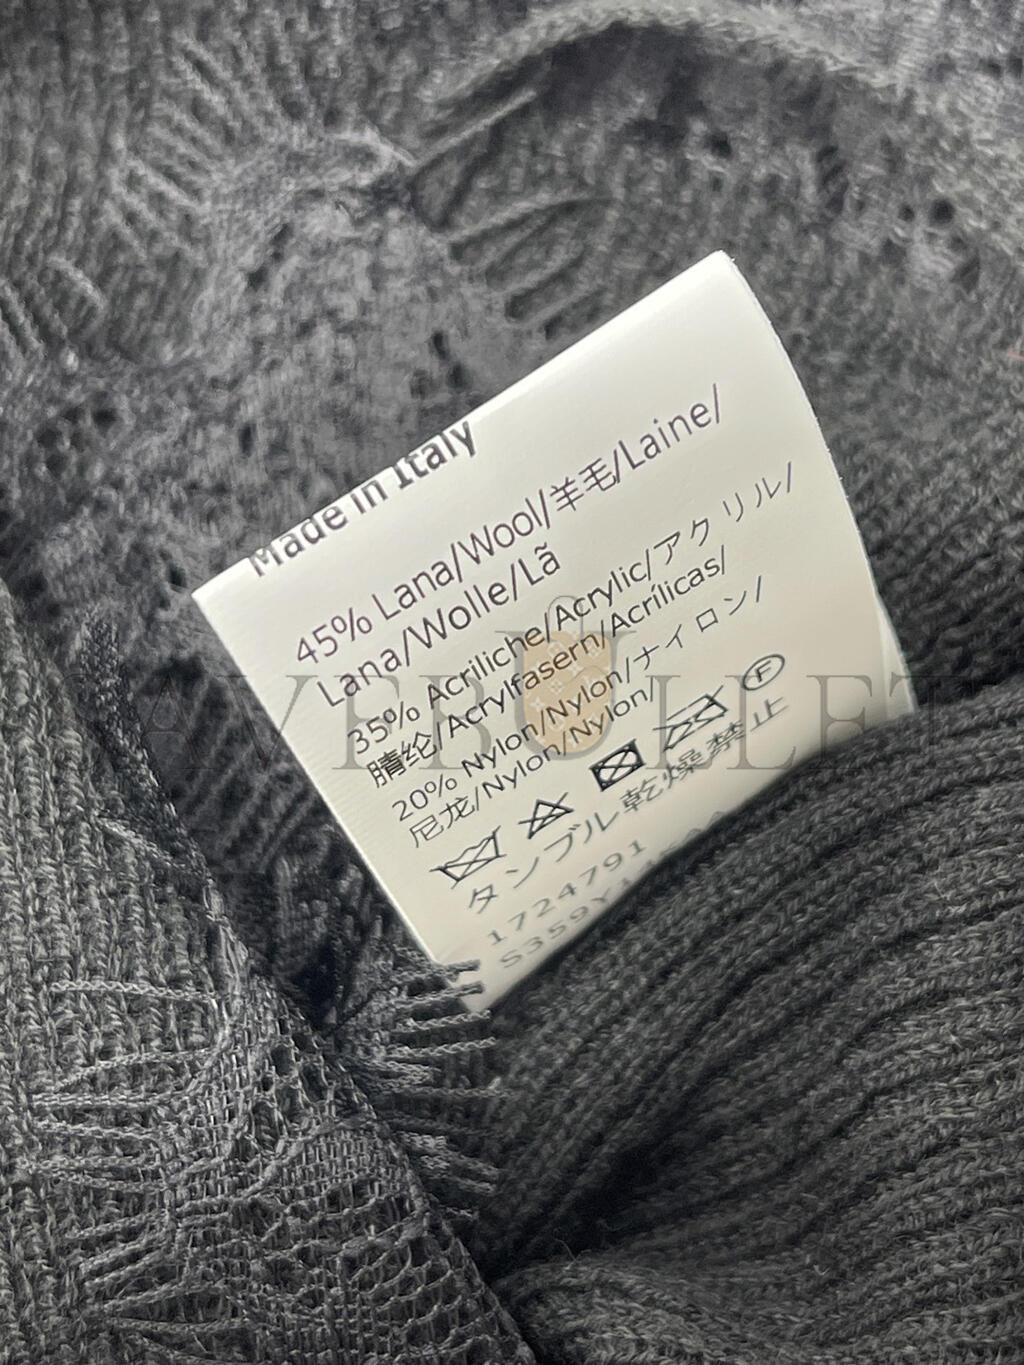 Made in Italy
45% Lana/Wool/羊毛/Laine/
Lana/Wolle/Lã
35% Acriliche/Acrylic/アクリル/
腈纶/Acrylfasern/Acrílicas/
20% Nylon/Nylon/ナイロン/
尼龙/Nylon/Nylon/
F
タンブル乾燥禁止
1724791